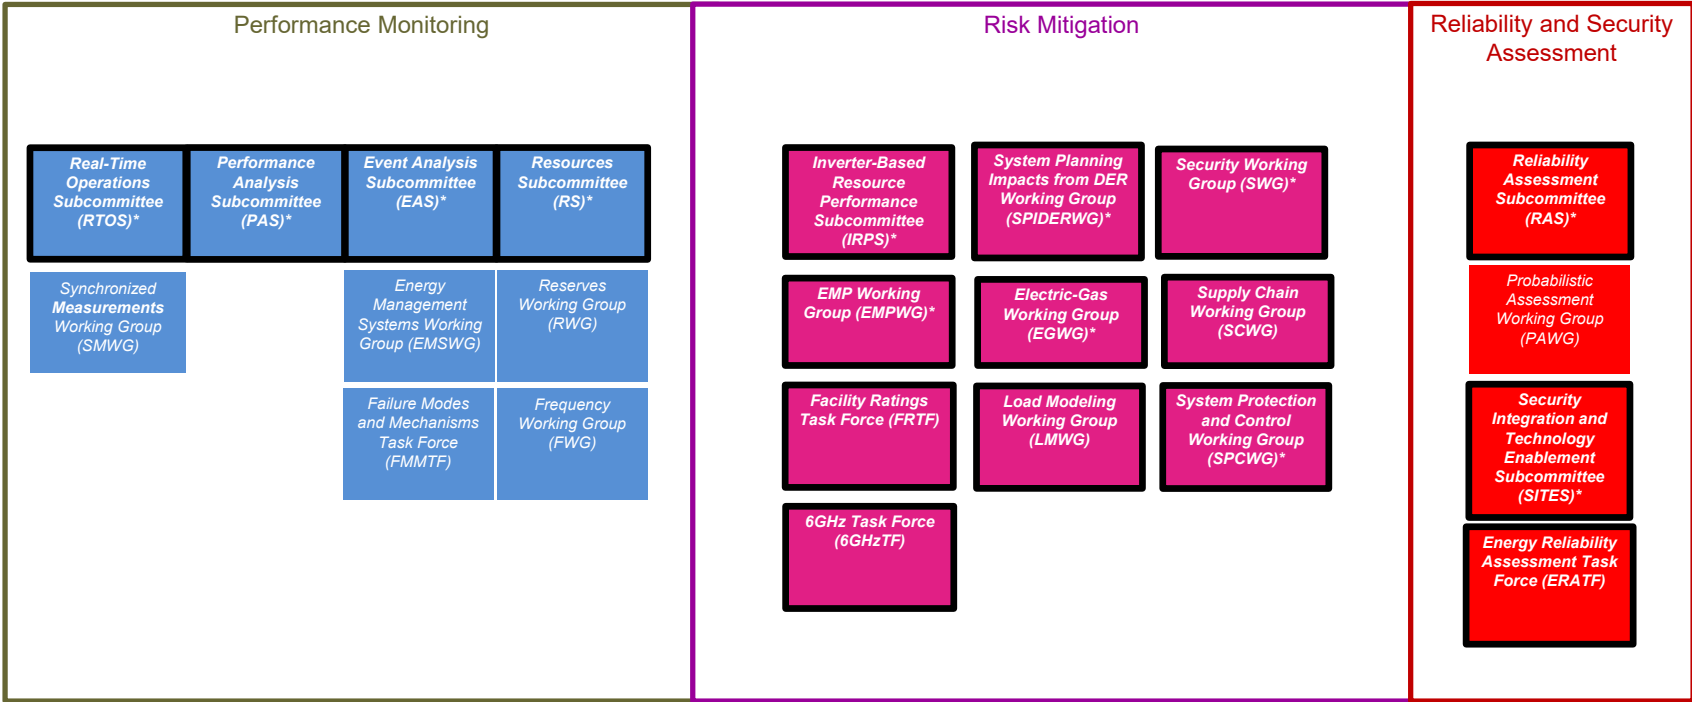 Performance Monitoring
Real-Time
Operations
Subcommittee
(RTOS)*
Performance
Analysis
Subcommittee
(PAS)*
Event Analysis
Subcommittee
(EAS)*
Resources
Subcommittee
(RS)*
Synchronized
Measurements
Working Group
(SMWG)
Energy
Management
Systems Working
Group (EMSWG)
Reserves
Working Group
(RWG)
Failure Modes
and Mechanisms
Task Force
(FMMTF)
Frequency
Working Group
(FWG)
Risk Mitigation
Inverter-Based
Resource
Performance
Subcommittee
(IRPS)*
System Planning
Impacts from DER
Working Group
(SPIDERWG)*
Security Working
Group (SWG)*
EMP Working
Group (EMPWG)*
Electric-Gas
Working Group
(EGWG)*
Supply Chain
Working Group
(SCWG)
Facility Ratings
Task Force (FRTF)
Load Modeling
Working Group
(LMWG)
System Protection
and Control
Working Group
(SPCWG)*
6GHz Task Force
(6GHzTF)
Reliability and Security
Assessment
Reliability
Assessment
Subcommittee
(RAS)*
Probabilistic
Assessment
Working Group
(PAWG)
Security
Integration and
Technology
Enablement
Subcommittee
(SITES)*
Energy Reliability
Assessment Task
Force (ERATF)